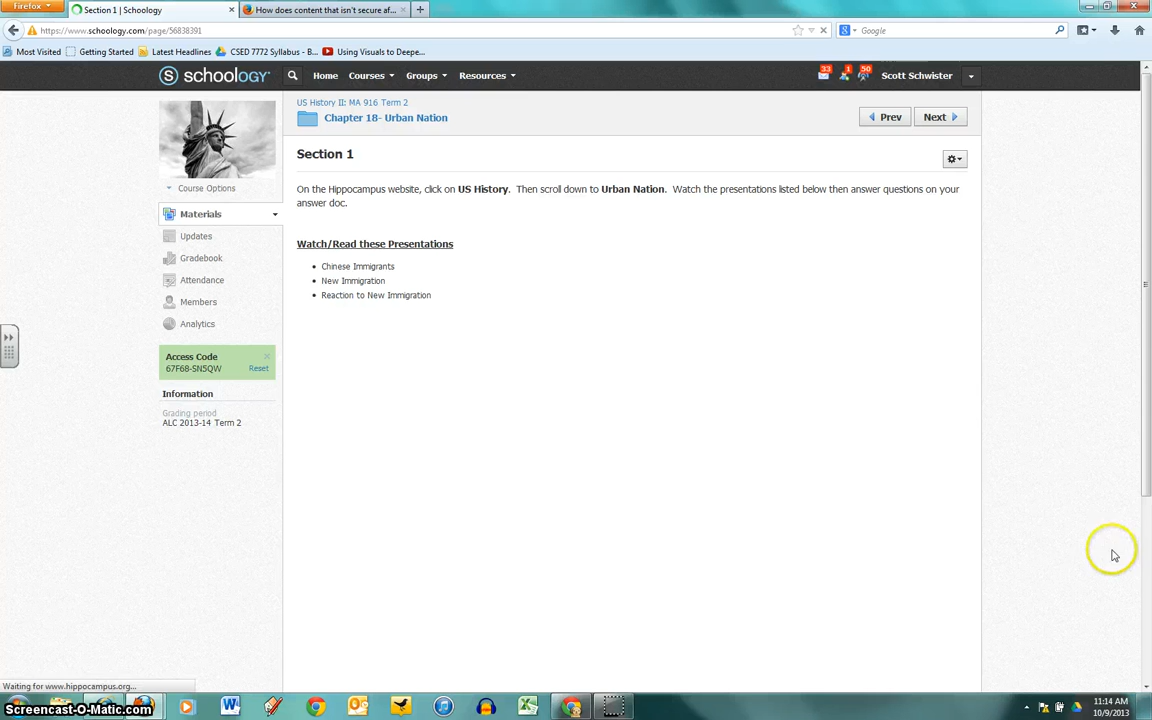 Firefox
Section 1 | Schoology
How does content that isn't secure af...
https://www.schoology.com/page/56838391
Google
Most Visited
Getting Started
Latest Headlines
CSED 7772 Syllabus - B...
Using Visuals to Deepe...
schoology
Home
Courses
Groups
Resources
33
1
50
Scott Schwister
US History II: MA 916 Term 2
Chapter 18- Urban Nation
Prev
Next
Section 1
Course Options
On the Hippocampus website, click on US History. Then scroll down to Urban Nation. Watch the presentations listed below then answer questions on your
answer doc.
Materials
Updates
Gradebook
Attendance
Members
Analytics
Watch/Read these Presentations
• Chinese Immigrants
• New Immigration
• Reaction to New Immigration
Access Code
67F68-SN5QW
Reset
Information
Grading period
ALC 2013-14 Term 2
Waiting for www.hippocampus.org...
Screencast-O-Matic.com
11:14 AM
10/9/2013